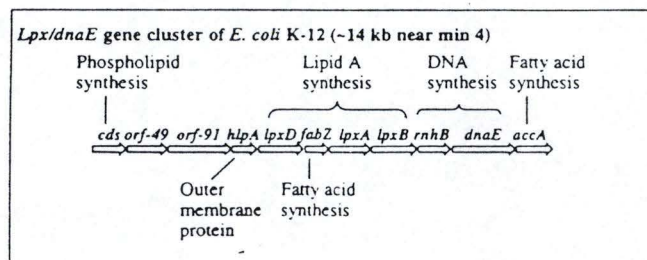 Lpx/dnaE gene cluster of E. coli K-12 (~14 kb near min 4)
Phospholipid synthesis
Lipid A synthesis
DNA synthesis
Fatty acid synthesis
cds orf-49 orf-91 hlpA lpxD fabZ lpxA lpxB rnhB dnaE accA
Outer membrane protein
Fatty acid synthesis